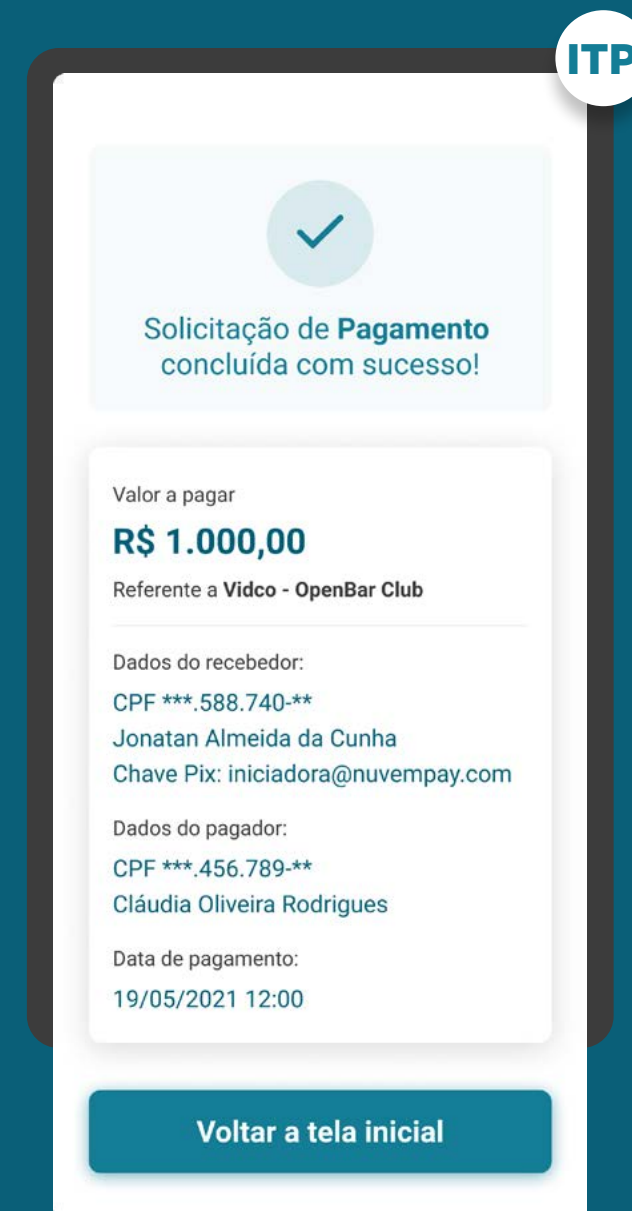 ITP
Solicitação de Pagamento
concluída com sucesso!
Valor a pagar
R$ 1.000,00
Referente a Vidco - OpenBar Club
Dados do recebedor:
CPF ***.588.740-**
Jonatan Almeida da Cunha
Chave Pix: iniciadora@nuvempay.com
Dados do pagador:
CPF ***.456.789-**
Cláudia Oliveira Rodrigues
Data de pagamento:
19/05/2021 12:00
Voltar a tela inicial